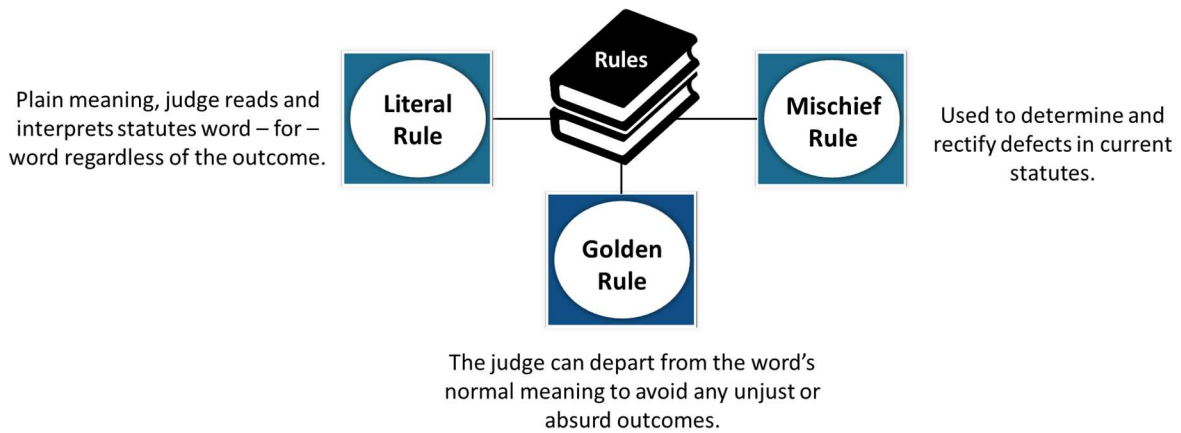 Rules
Literal
Rule
Plain meaning, judge reads and
interprets statutes word – for –
word regardless of the outcome.
Mischief
Rule
Used to determine and
rectify defects in current
statutes.
Golden
Rule
The judge can depart from the word's
normal meaning to avoid any unjust or
absurd outcomes.